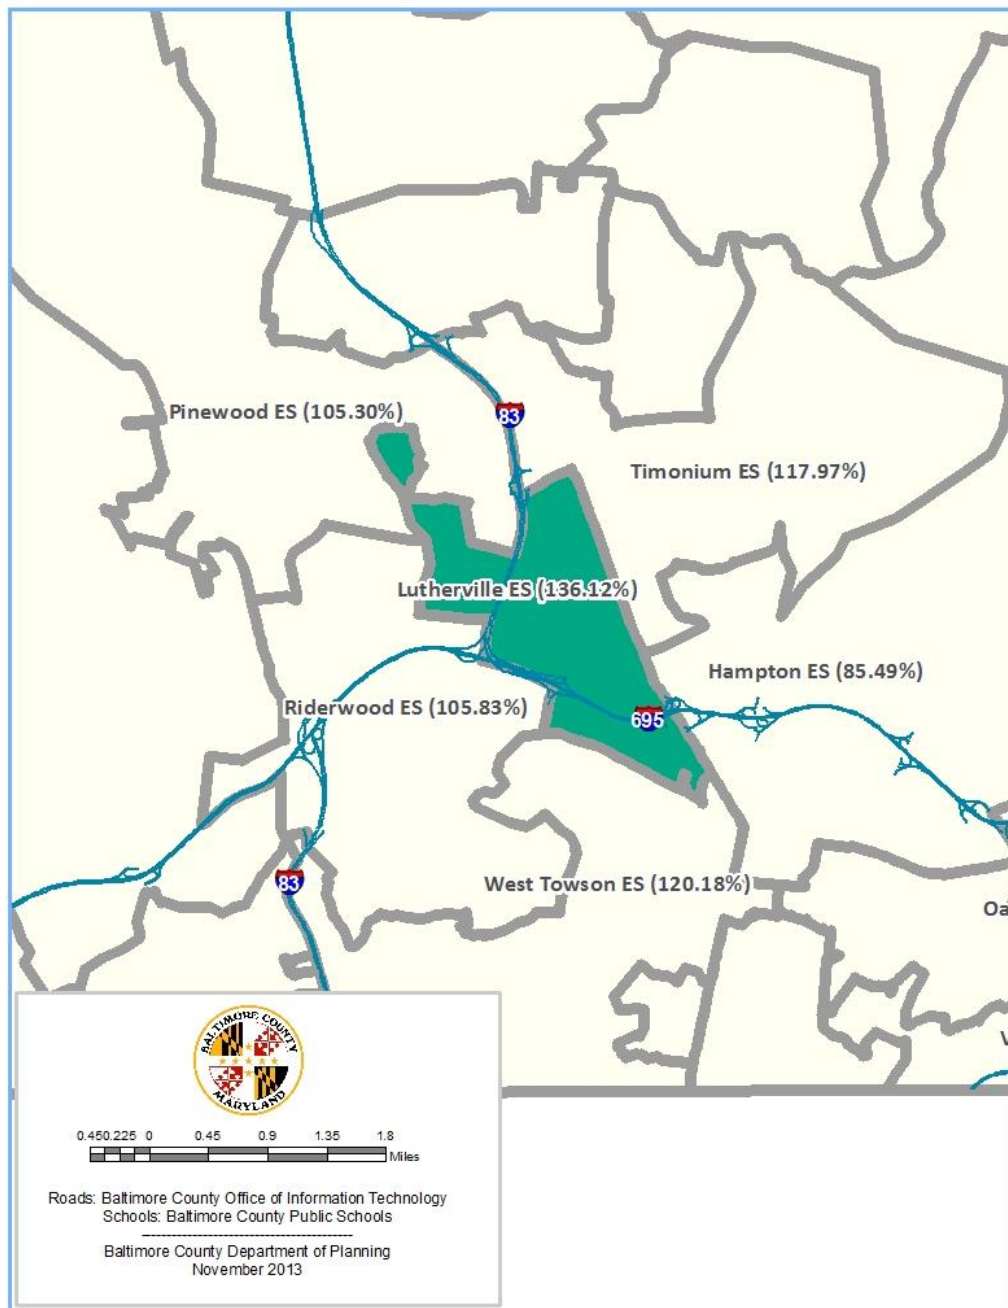 Pinewood ES (105.30%)
83
Timonium ES (117.97%)
Lutherville ES (136.12%)
Hampton ES (85.49%)
Riderwood ES (105.83%)
695
West Towson ES (120.18%)
83
Oa
V
BALTIMORE COUNTY
MARYLAND
0.45 0.225 0 0.45 0.9 1.35 1.8
Miles
Roads: Baltimore County Office of Information Technology
Schools: Baltimore County Public Schools
----------------------------------------
Baltimore County Department of Planning
November 2013